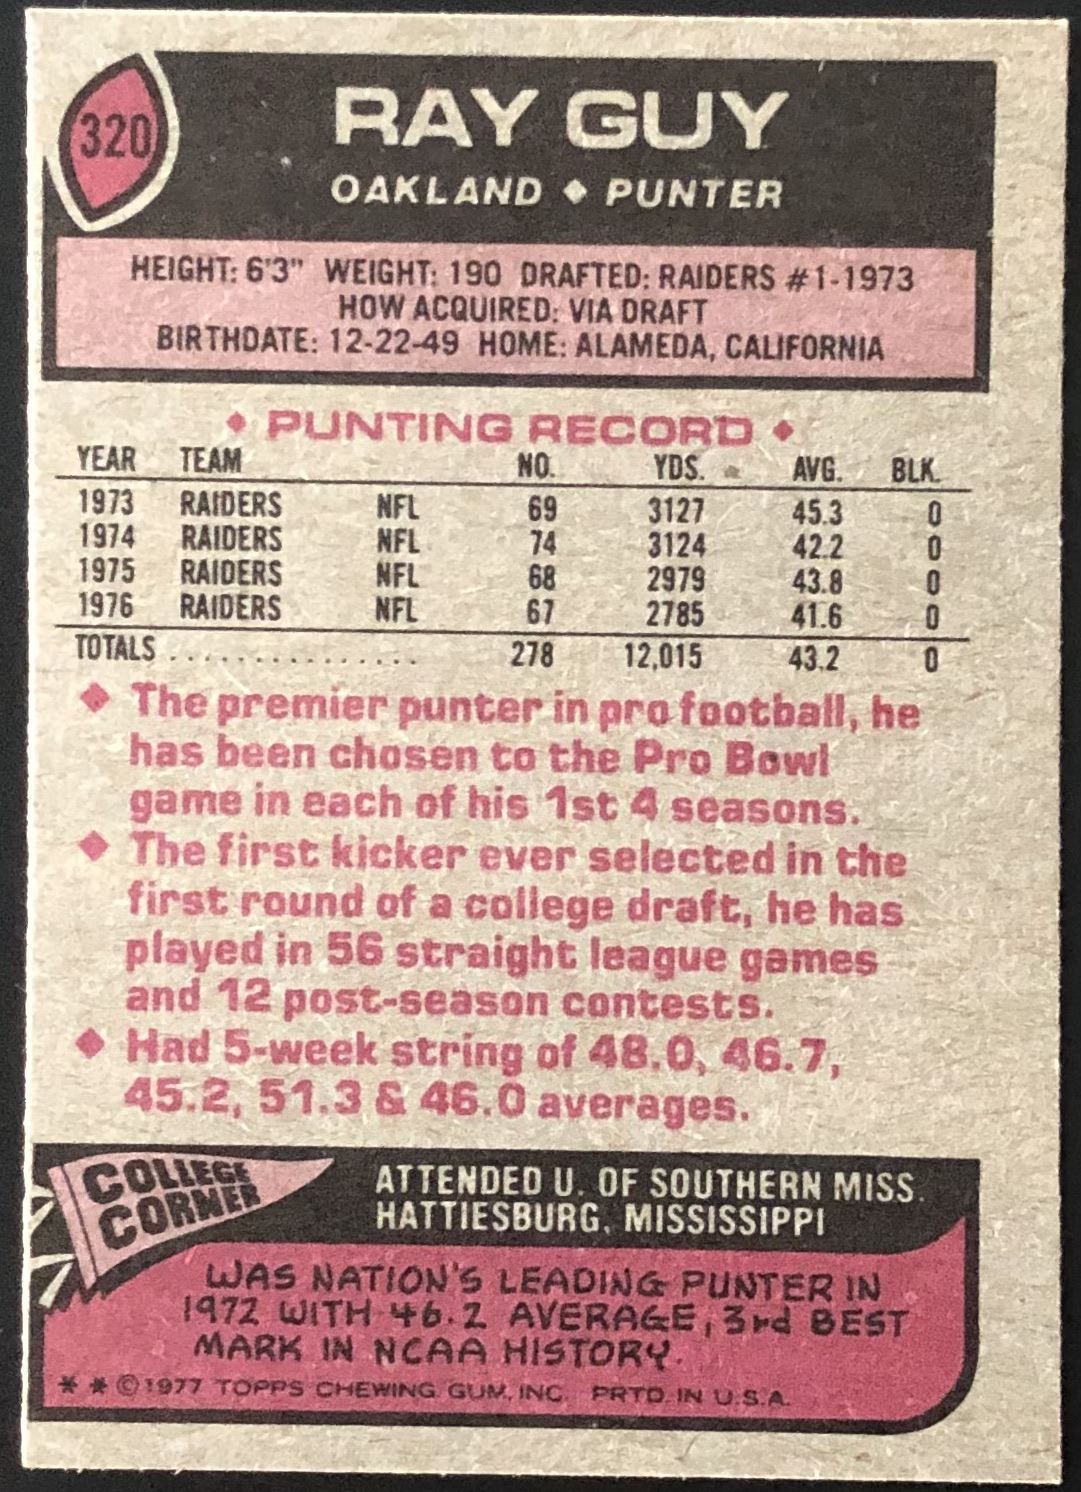 320
RAY GUY
OAKLAND ◆ PUNTER
HEIGHT: 6'3" WEIGHT: 190 DRAFTED: RAIDERS #1-1973
HOW ACQUIRED: VIA DRAFT
BIRTHDATE: 12-22-49 HOME: ALAMEDA, CALIFORNIA
◆ PUNTING RECORD ◆
YEAR TEAM NO. YDS. AVG. BLK.
1973 RAIDERS NFL 69 3127 45.3 0
1974 RAIDERS NFL 74 3124 42.2 0
1975 RAIDERS NFL 68 2979 43.8 0
1976 RAIDERS NFL 67 2785 41.6 0
TOTALS ................ 278 12,015 43.2 0
◆ The premier punter in pro football, he
has been chosen to the Pro Bowl
game in each of his 1st 4 seasons.
◆ The first kicker ever selected in the
first round of a college draft, he has
played in 56 straight league games
and 12 post-season contests.
◆ Had 5-week string of 48.0, 46.7,
45.2, 51.3 & 46.0 averages.
COLLEGE
CORNER
ATTENDED U. OF SOUTHERN MISS.
HATTIESBURG, MISSISSIPPI
WAS NATION'S LEADING PUNTER IN
1972 WITH 46.2 AVERAGE, 3rd BEST
MARK IN NCAA HISTORY.
* * © 1977 TOPPS CHEWING GUM, INC. PRTD. IN U.S.A.